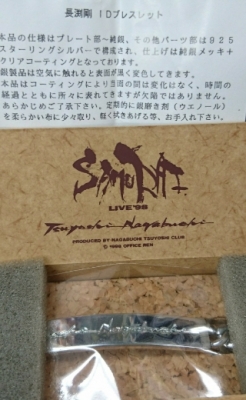 長渕剛 IDブレスレット
本品の仕様はプレート部~純銀、その他パーツ部は925
スターリングシルバーで構成され、仕上げは純銀メッキ+
クリアコーティングとなっております。
銀製品は空気に触れると表面が黒く変色してきます。
本品はコーティングにより当面の間は変化はなく、時間の
経過とともに所々に表れてきますが欠陥ではありません。
あらかじめご了承下さい。定期的に銀磨き剤(ウエノール)
を柔らかい布に少々取り、軽く拭きあげる等、お手入れ下さい。
SAMURAI
LIVE'98
Tsuyoshi Nagabuchi
PRODUCED BY NAGABUCHI TSUYOSHI CLUB
© 1998 OFFICE REN
Tsuyoshi Nagabuchi